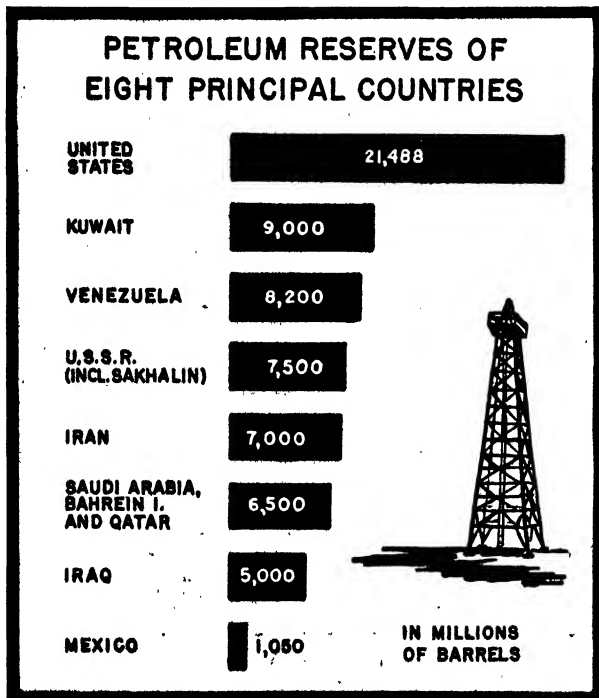 PETROLEUM RESERVES OF
EIGHT PRINCIPAL COUNTRIES
UNITED
STATES
21,488
KUWAIT
9,000
VENEZUELA
8,200
U.S.S.R.
(INCL. SAKHALIN)
7,500
IRAN
7,000
SAUDI ARABIA,
BAHREIN I.
AND QATAR
6,500
IRAQ
5,000
MEXICO
1,050
IN MILLIONS
OF BARRELS